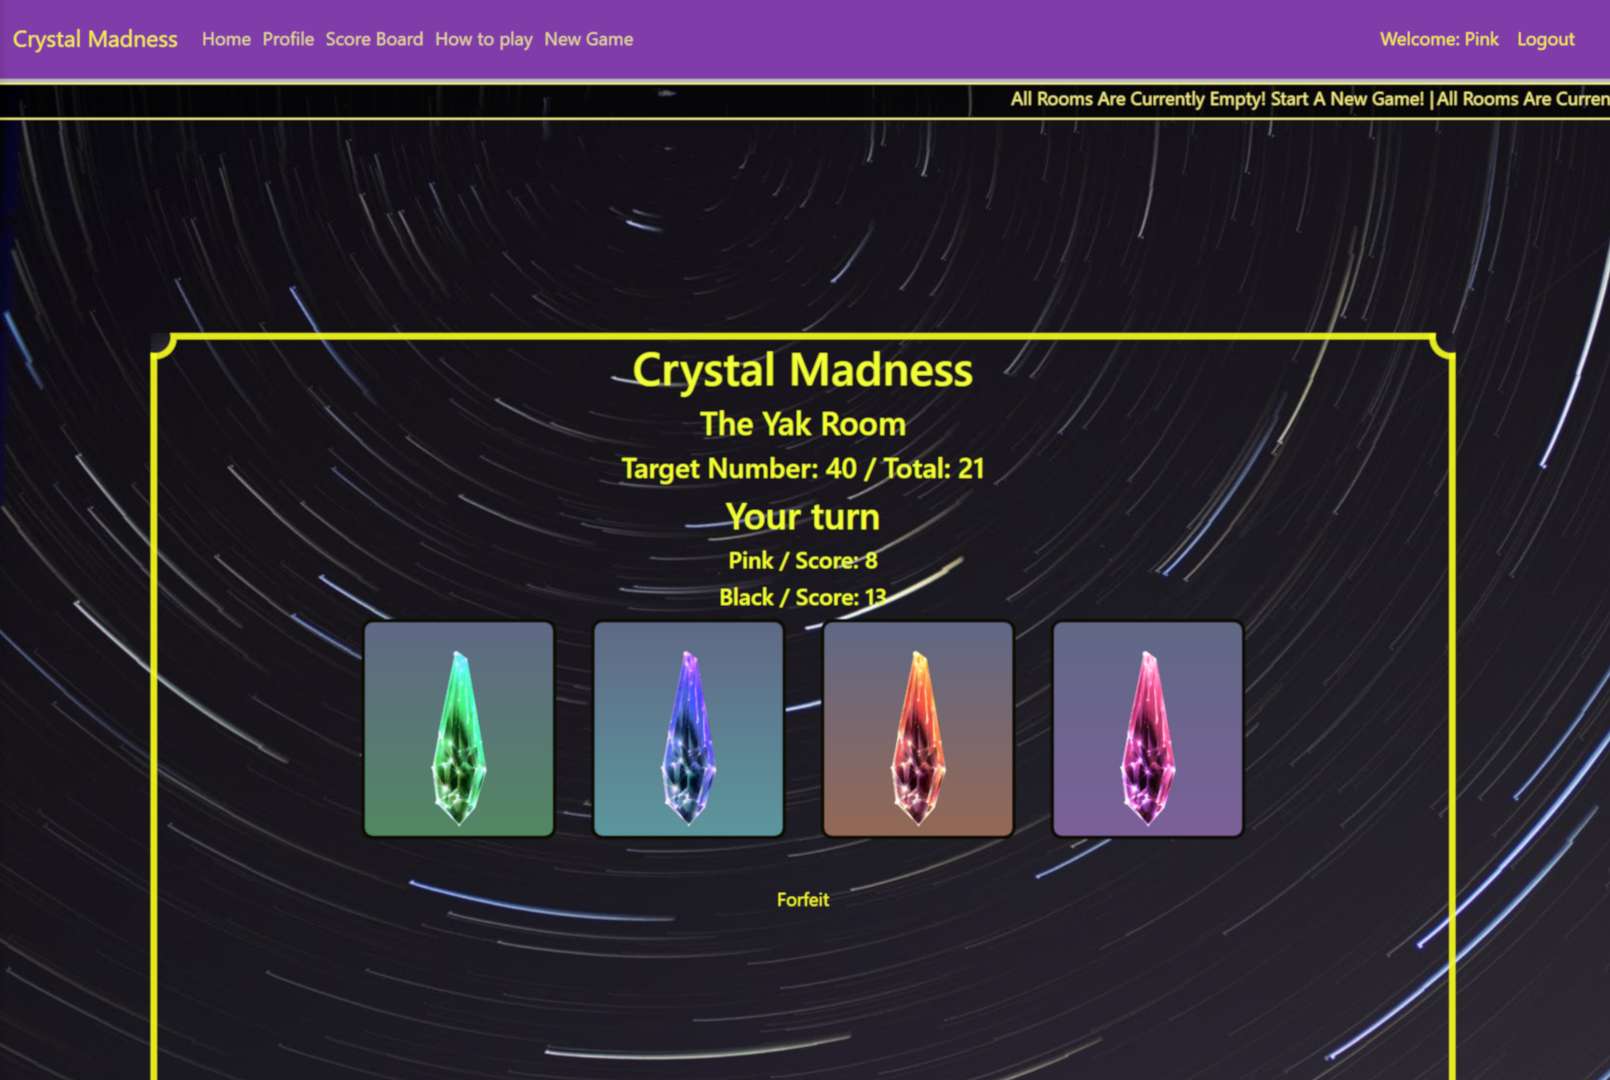 Crystal Madness Home Profile Score Board How to play New Game Welcome: Pink Logout
All Rooms Are Currently Empty! Start A New Game! | All Rooms Are Curren
Crystal Madness
The Yak Room
Target Number: 40 / Total: 21
Your turn
Pink / Score: 8
Black / Score: 13
Forfeit